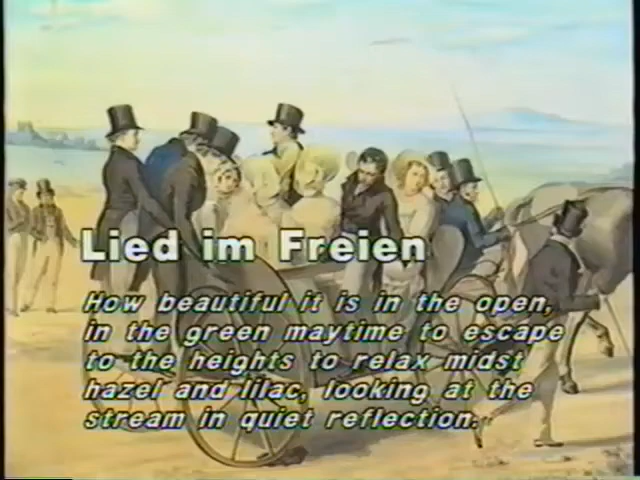 Lied im Freien
How beautiful it is in the open,
in the green maytime to escape
to the heights to relax midst
hazel and lilac, looking at the
stream in quiet reflection.